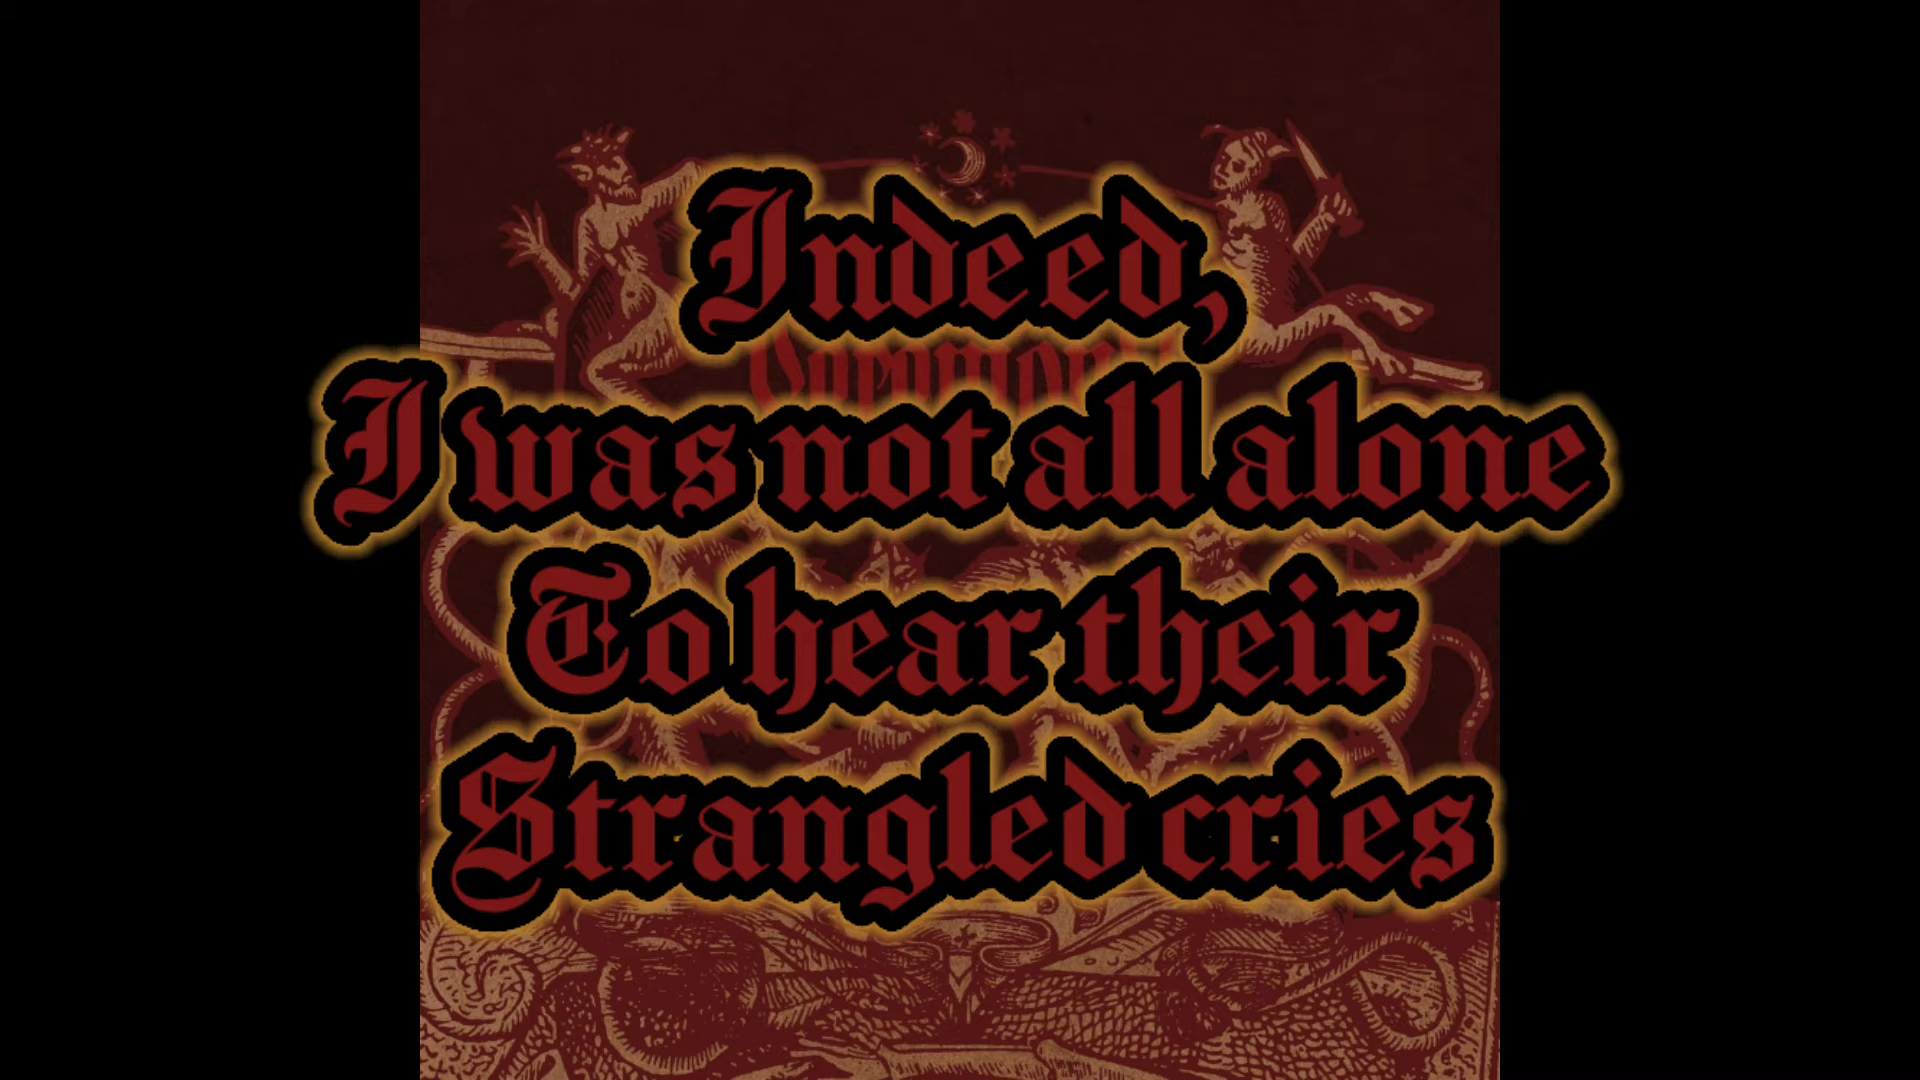 Indeed,
I was not all alone
To hear their
Strangled cries